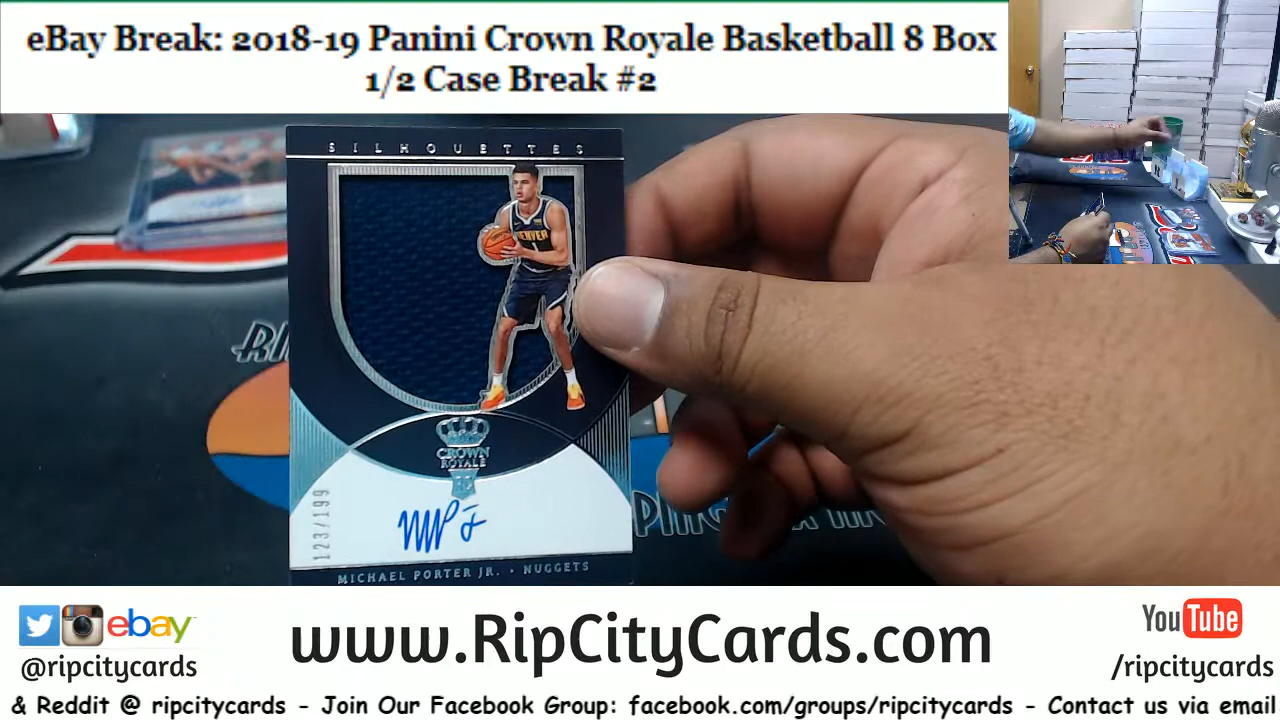 eBay Break: 2018-19 Panini Crown Royale Basketball 8 Box
1/2 Case Break #2
SILHOUETTES
DENVER
1
CROWN
ROYALE
123/199
MICHAEL PORTER JR. · NUGGETS
ebay
@ripcitycards
www.RipCityCards.com
YouTube
/ripcitycards
& Reddit @ ripcitycards - Join Our Facebook Group: facebook.com/groups/ripcitycards - Contact us via email